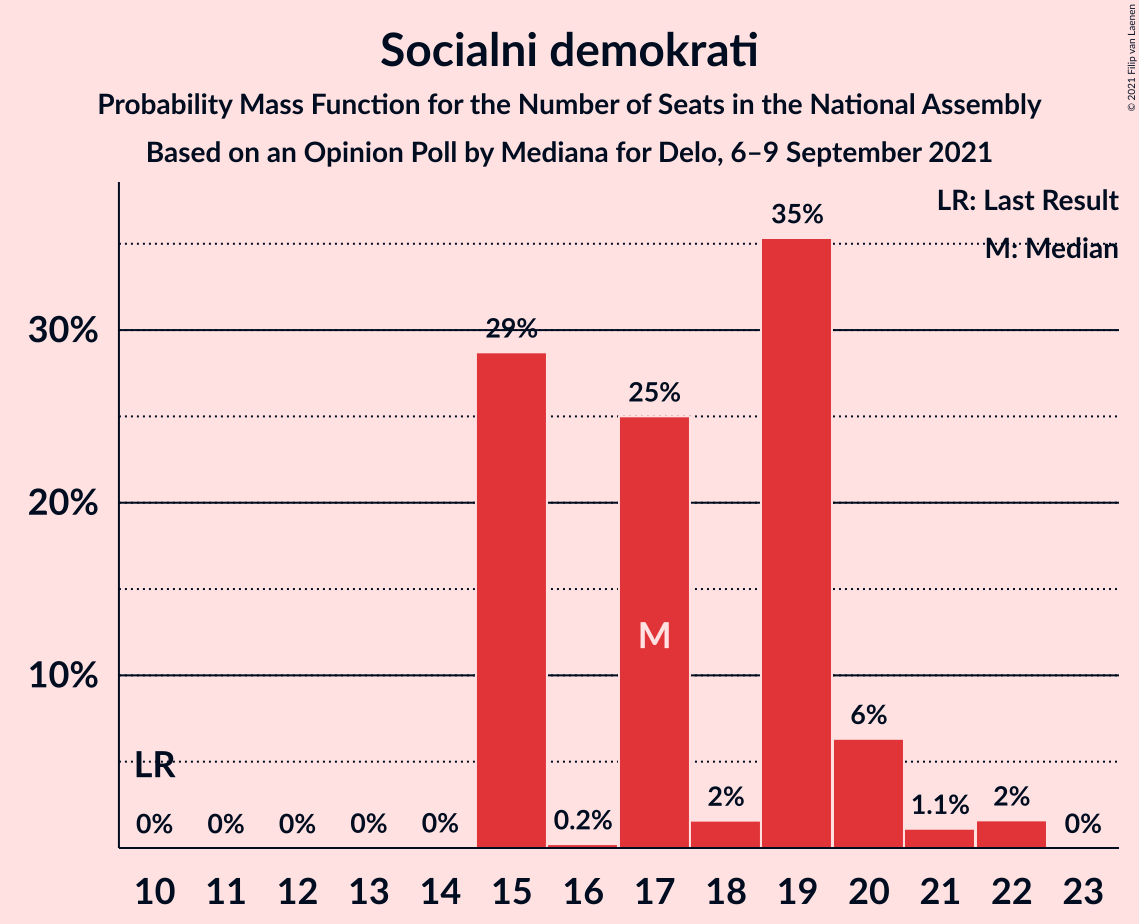 Socialni demokrati
Probability Mass Function for the Number of Seats in the National Assembly
Based on an Opinion Poll by Mediana for Delo, 6–9 September 2021
© 2021 Filip van Laenen
LR: Last Result
M: Median
35%
30%
29%
25%
20%
M
10%
LR
6%
0% 0% 0% 0% 0% 0.2% 2% 1.1% 2% 0%
10 11 12 13 14 15 16 17 18 19 20 21 22 23